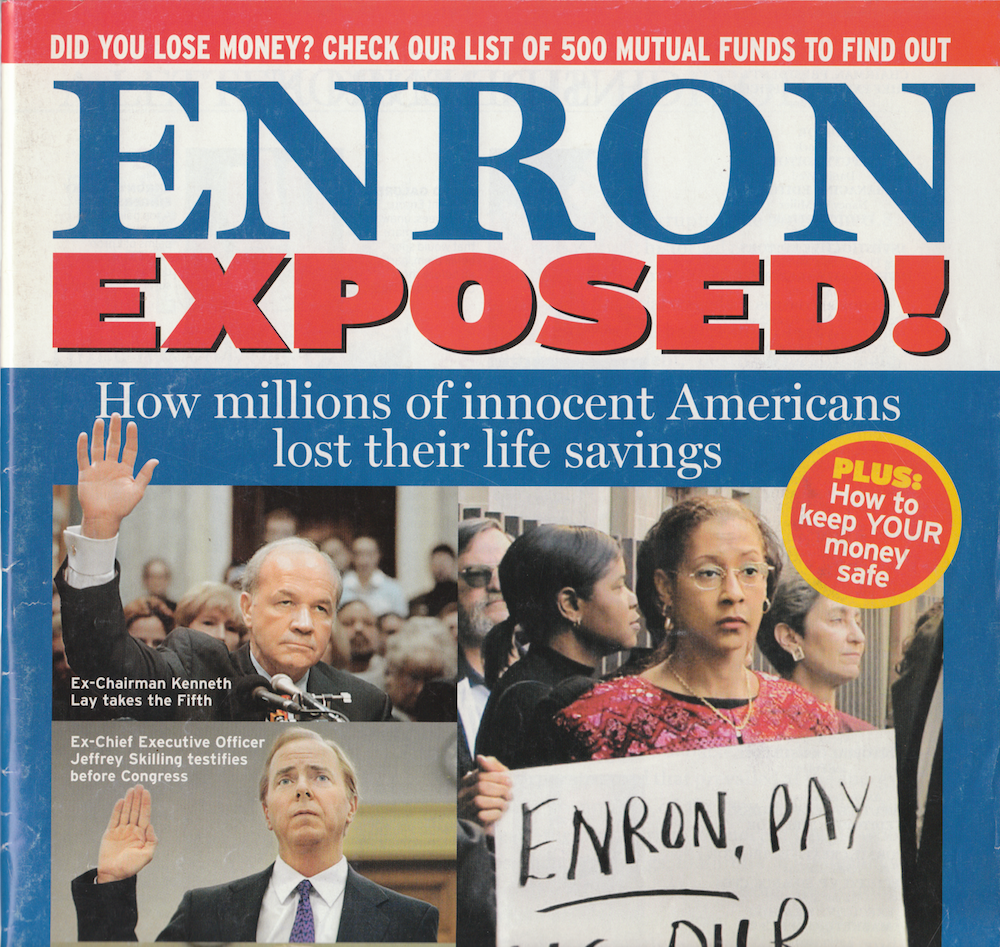 DID YOU LOSE MONEY? CHECK OUR LIST OF 500 MUTUAL FUNDS TO FIND OUT
ENRON
EXPOSED!
How millions of innocent Americans
lost their life savings
PLUS:
How to
keep YOUR
money
safe
Ex-Chairman Kenneth
Lay takes the Fifth
Ex-Chief Executive Officer
Jeffrey Skilling testifies
before Congress
ENRON, PAY
OUR